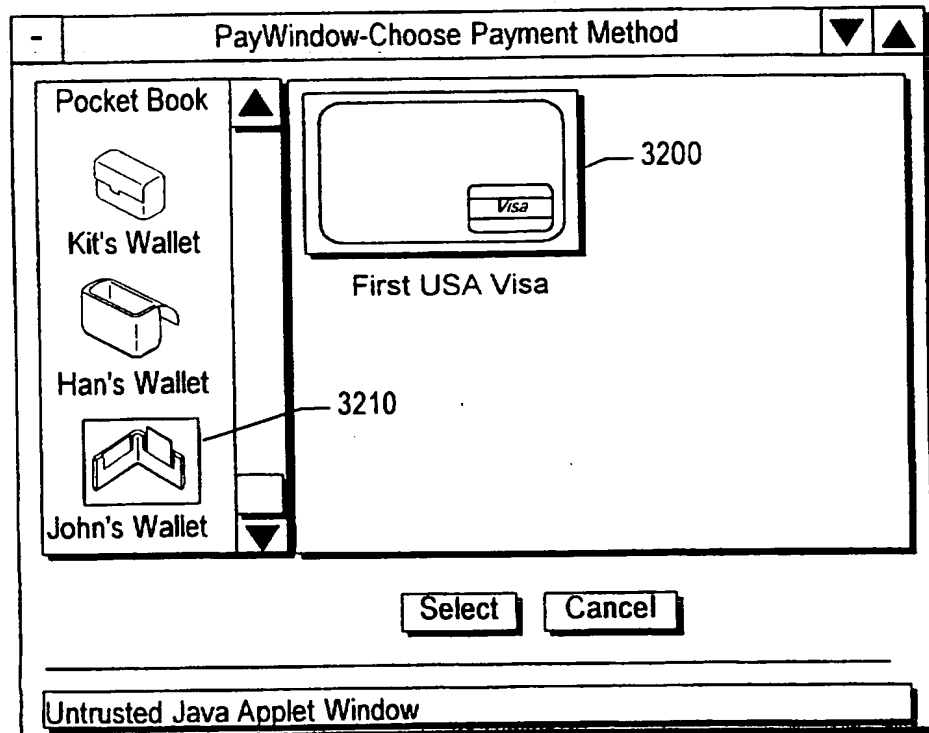 - PayWindow-Choose Payment Method
Pocket Book
Kit's Wallet
Han's Wallet
John's Wallet
3210
Visa
3200
First USA Visa
Select Cancel
Untrusted Java Applet Window